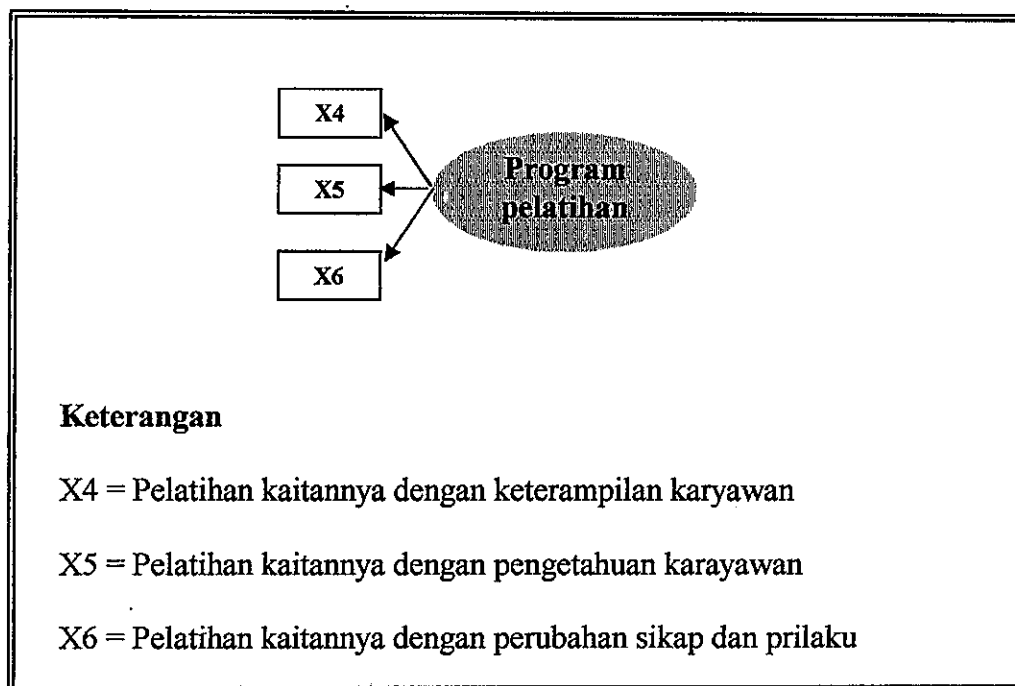 X4
Program
X5
pelatihan
X6
Keterangan
X4 = Pelatihan kaitannya dengan keterampilan karyawan
X5 = Pelatihan kaitannya dengan pengetahuan karayawan
X6 = Pelatihan kaitannya dengan perubahan sikap dan prilaku